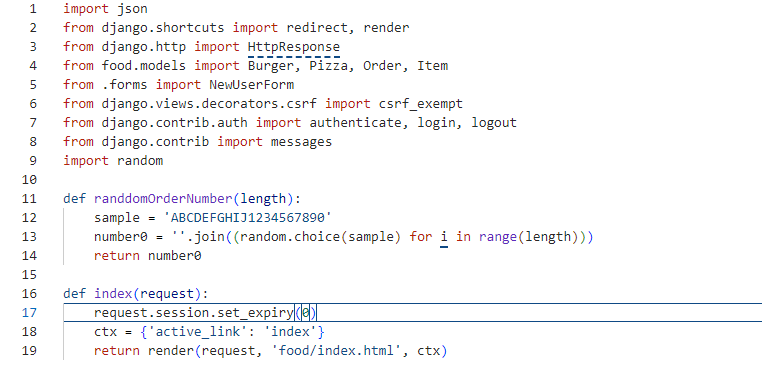 1 import json
2 from django.shortcuts import redirect, render
3 from django.http import HttpResponse
4 from food.models import Burger, Pizza, Order, Item
5 from .forms import NewUserForm
6 from django.views.decorators.csrf import csrf_exempt
7 from django.contrib.auth import authenticate, login, logout
8 from django.contrib import messages
9 import random
10
11 def randdomOrderNumber(length):
12     sample = 'ABCDEFGHIJ1234567890'
13     number0 = ''.join((random.choice(sample) for i in range(length)))
14     return number0
15
16 def index(request):
17     request.session.set_expiry(0)
18     ctx = {'active_link': 'index'}
19     return render(request, 'food/index.html', ctx)